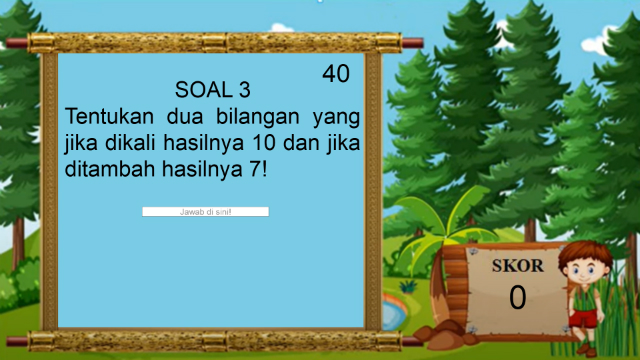 40
SOAL 3
Tentukan dua bilangan yang
jika dikali hasilnya 10 dan jika
ditambah hasilnya 7!
Jawab di sini!
SKOR
0